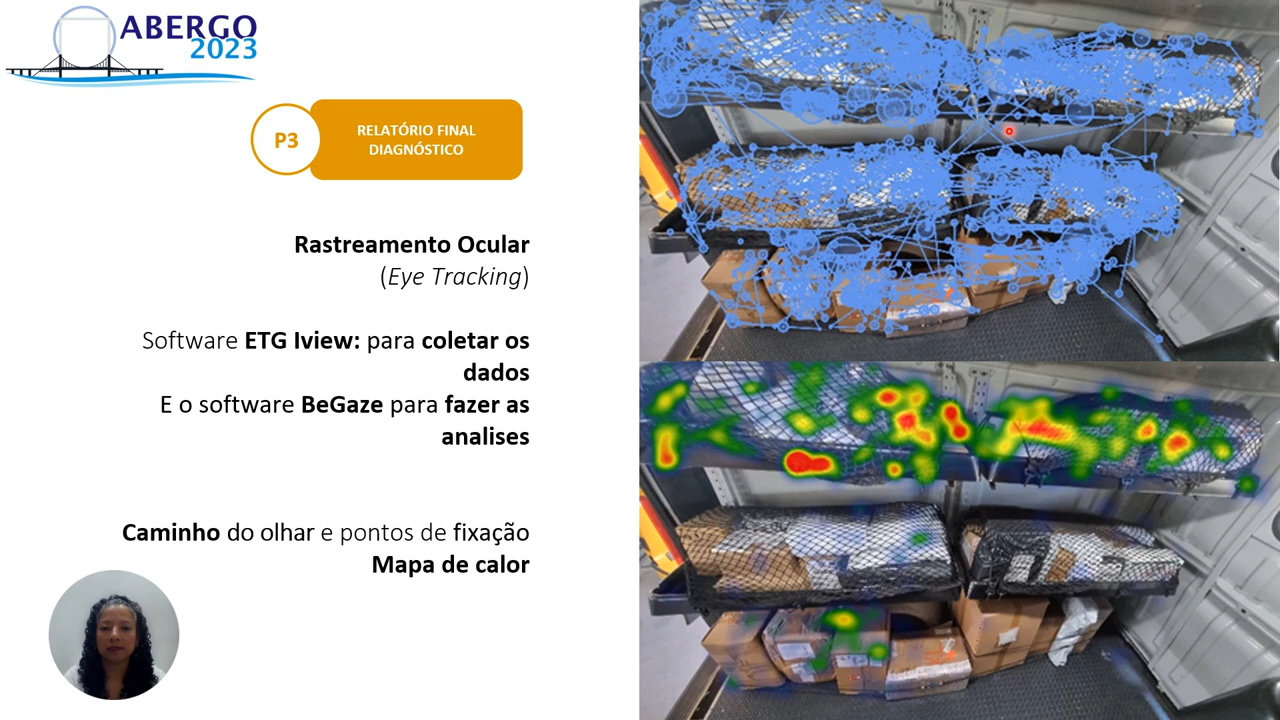 ABERGO
2023
P3
RELATÓRIO FINAL
DIAGNÓSTICO
Rastreamento Ocular
(Eye Tracking)
Software ETG Iview: para coletar os
dados
E o software BeGaze para fazer as
analises
Caminho do olhar e pontos de fixação
Mapa de calor